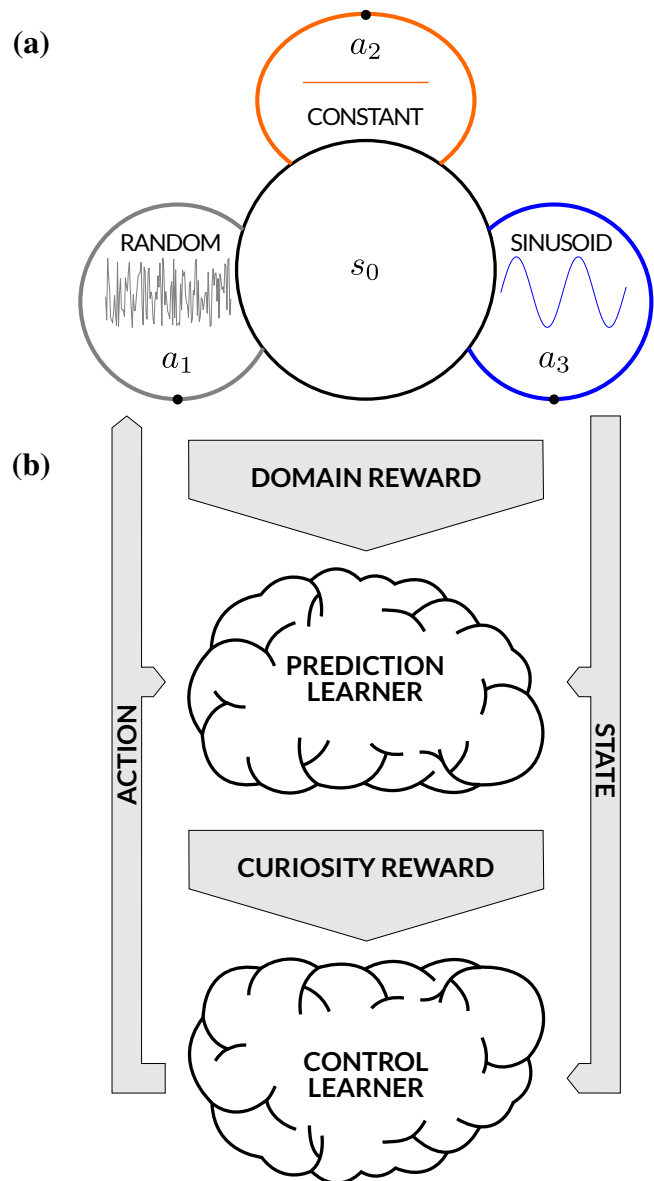 (a)
a₂
CONSTANT
RANDOM
s₀
SINUSOID
a₁
a₃
(b)
DOMAIN REWARD
PREDICTION
LEARNER
ACTION
STATE
CURIOSITY REWARD
CONTROL
LEARNER